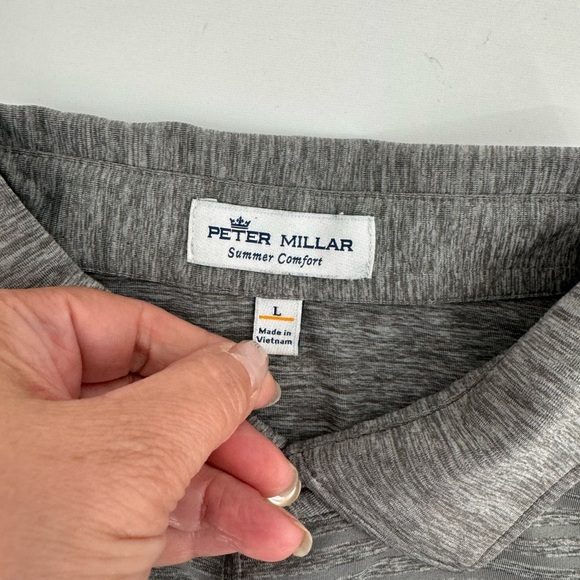 PETER MILLAR
Summer Comfort
L
Made in
Vietnam